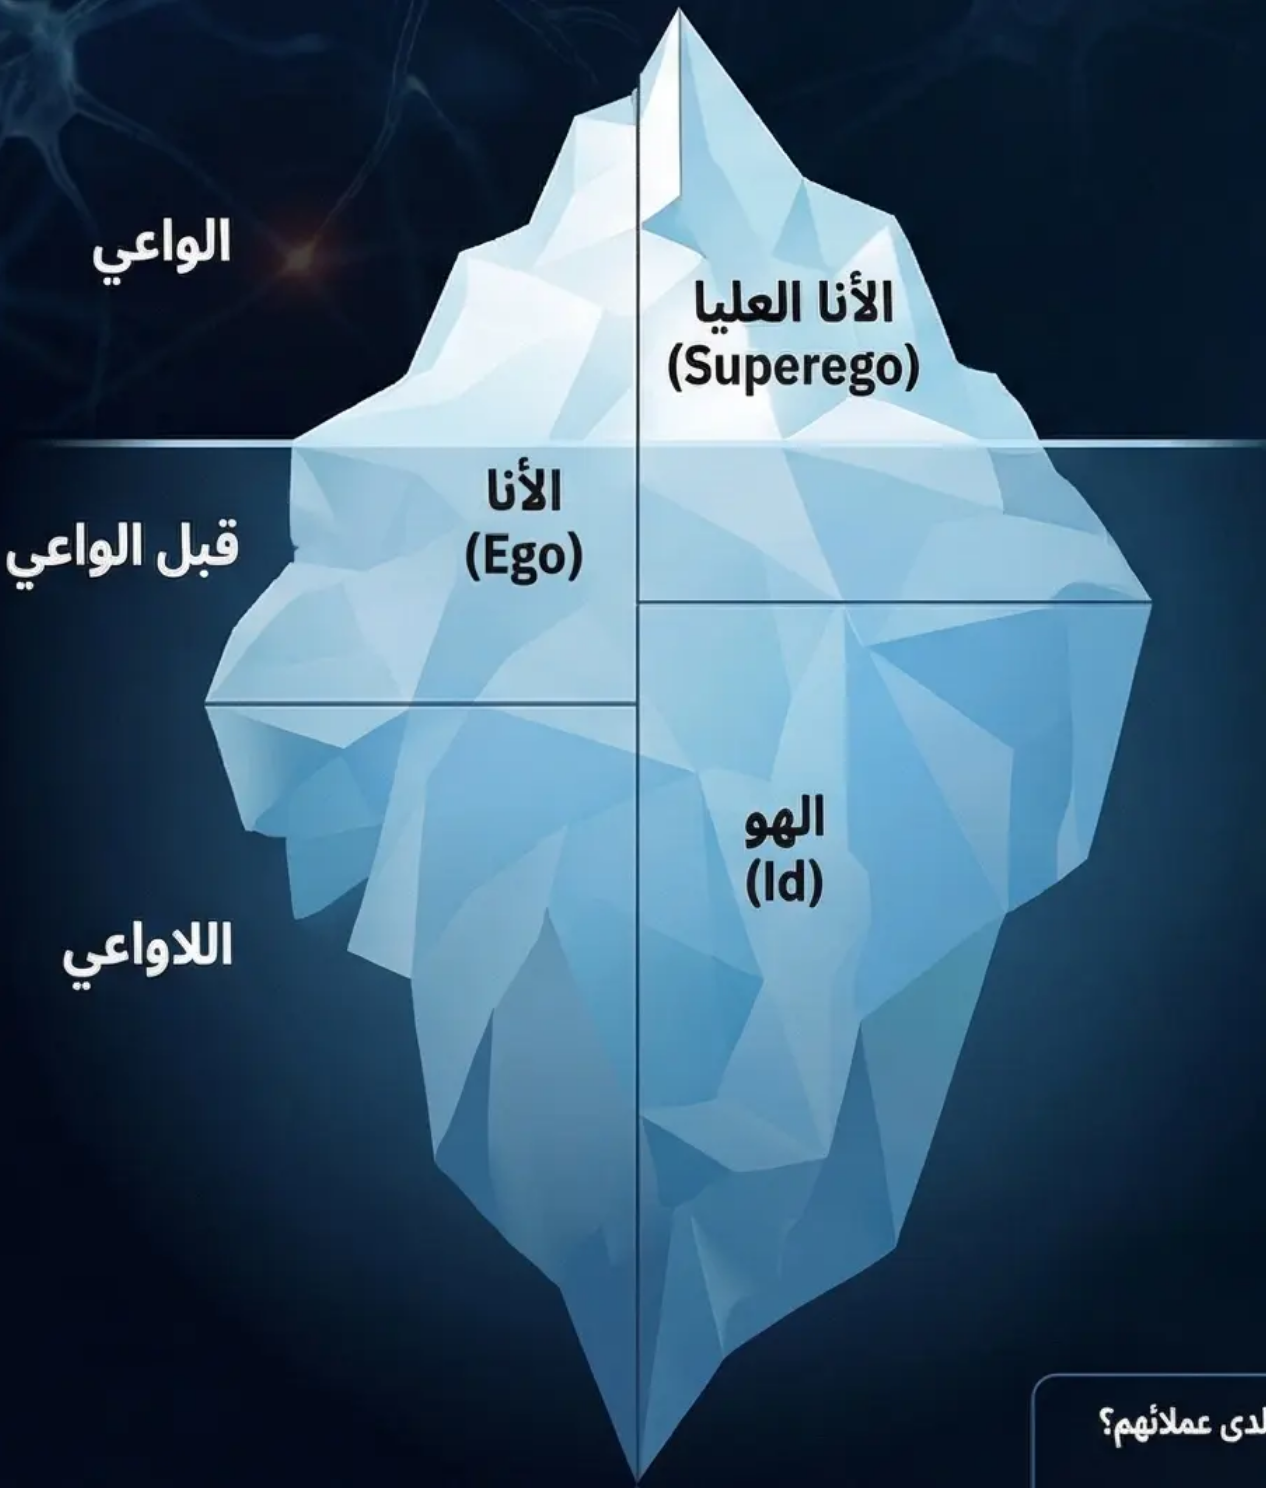 الواعي
الأنا العليا
(Superego)
الأنا
(Ego)
قبل الواعي
الهو
(Id)
اللاواعي
لدى عملائهم؟